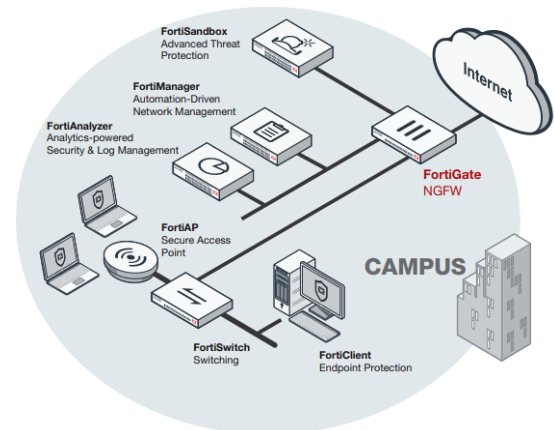 FortiSandbox
Advanced Threat
Protection
FortiManager
Automation-Driven
Network Management
FortiAnalyzer
Analytics-powered
Security & Log Management
Internet
FortiGate
NGFW
FortiAP
Secure Access
Point
CAMPUS
FortiSwitch
Switching
FortiClient
Endpoint Protection